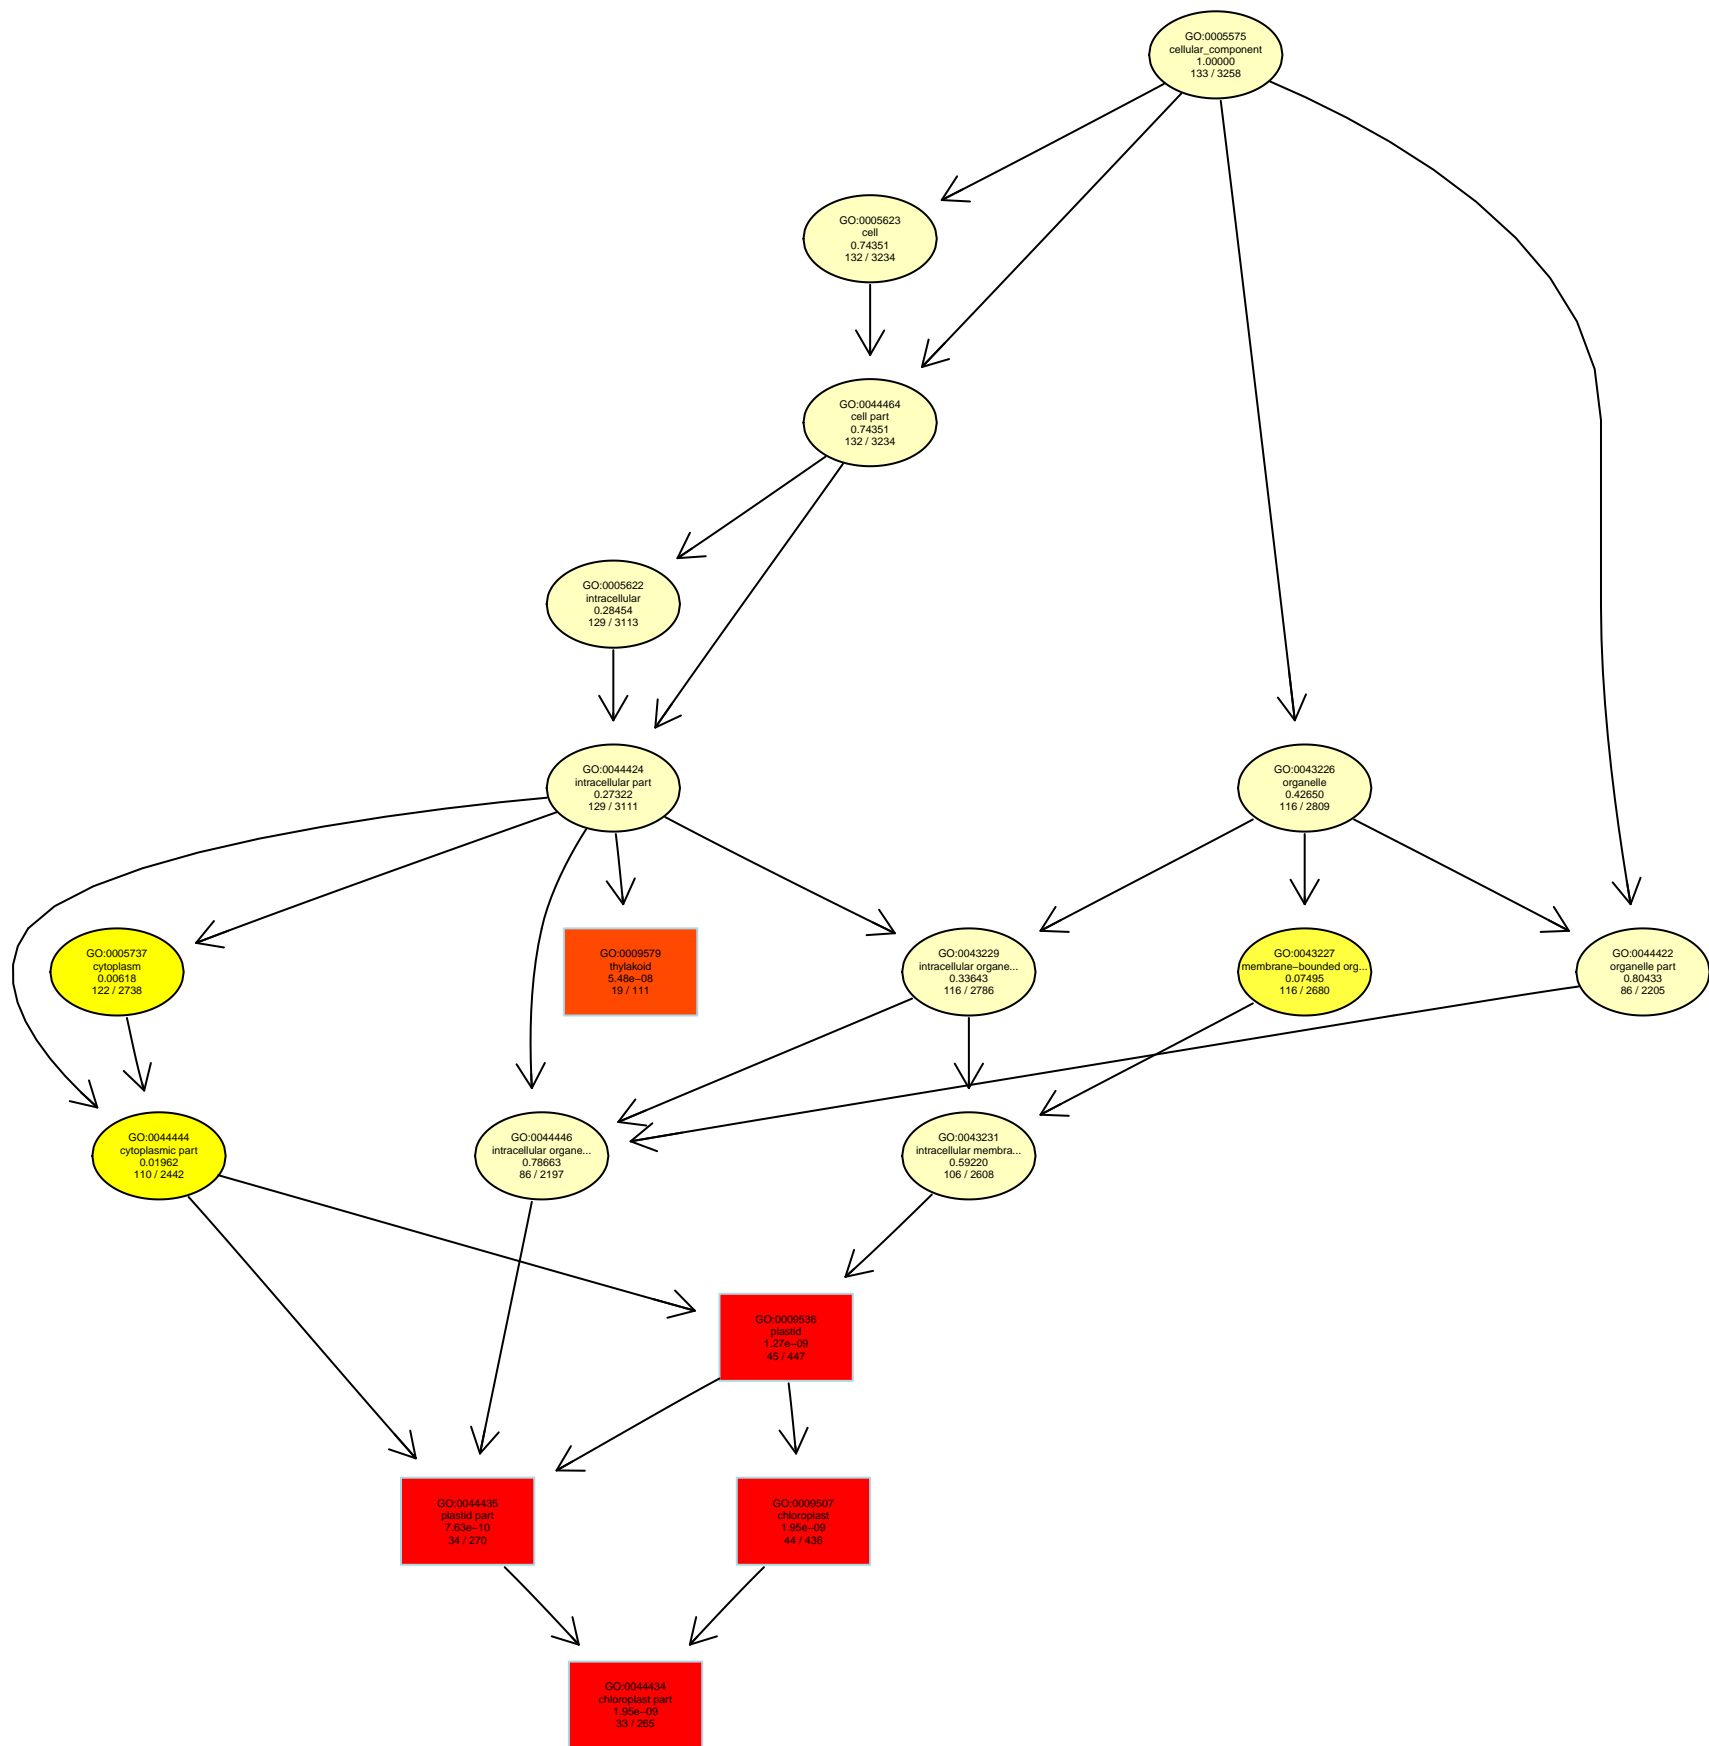 GO:0005575
cellular_component
1.00000
133 / 3258
GO:0005623
cell
0.74351
132 / 3234
GO:0044464
cell part
0.74351
132 / 3234
GO:0005622
intracellular
0.28454
129 / 3113
GO:0044424
intracellular part
0.27322
129 / 3111
GO:0043226
organelle
0.42650
116 / 2809
GO:0005737
cytoplasm
0.00618
122 / 2738
GO:0009579
thylakoid
5.48e−08
19 / 111
GO:0043229
intracellular organe...
0.33643
116 / 2786
GO:0043227
membrane−bounded org...
0.07495
116 / 2680
GO:0044422
organelle part
0.80433
86 / 2205
GO:0044444
cytoplasmic part
0.01962
110 / 2442
GO:0044446
intracellular organe...
0.78663
86 / 2197
GO:0043231
intracellular membra...
0.59220
106 / 2608
GO:0009536
plastid
1.27e−09
45 / 447
GO:0044435
plastid part
7.63e−10
34 / 270
GO:0009507
chloroplast
1.95e−09
44 / 436
GO:0044434
chloroplast part
1.95e−09
33 / 265